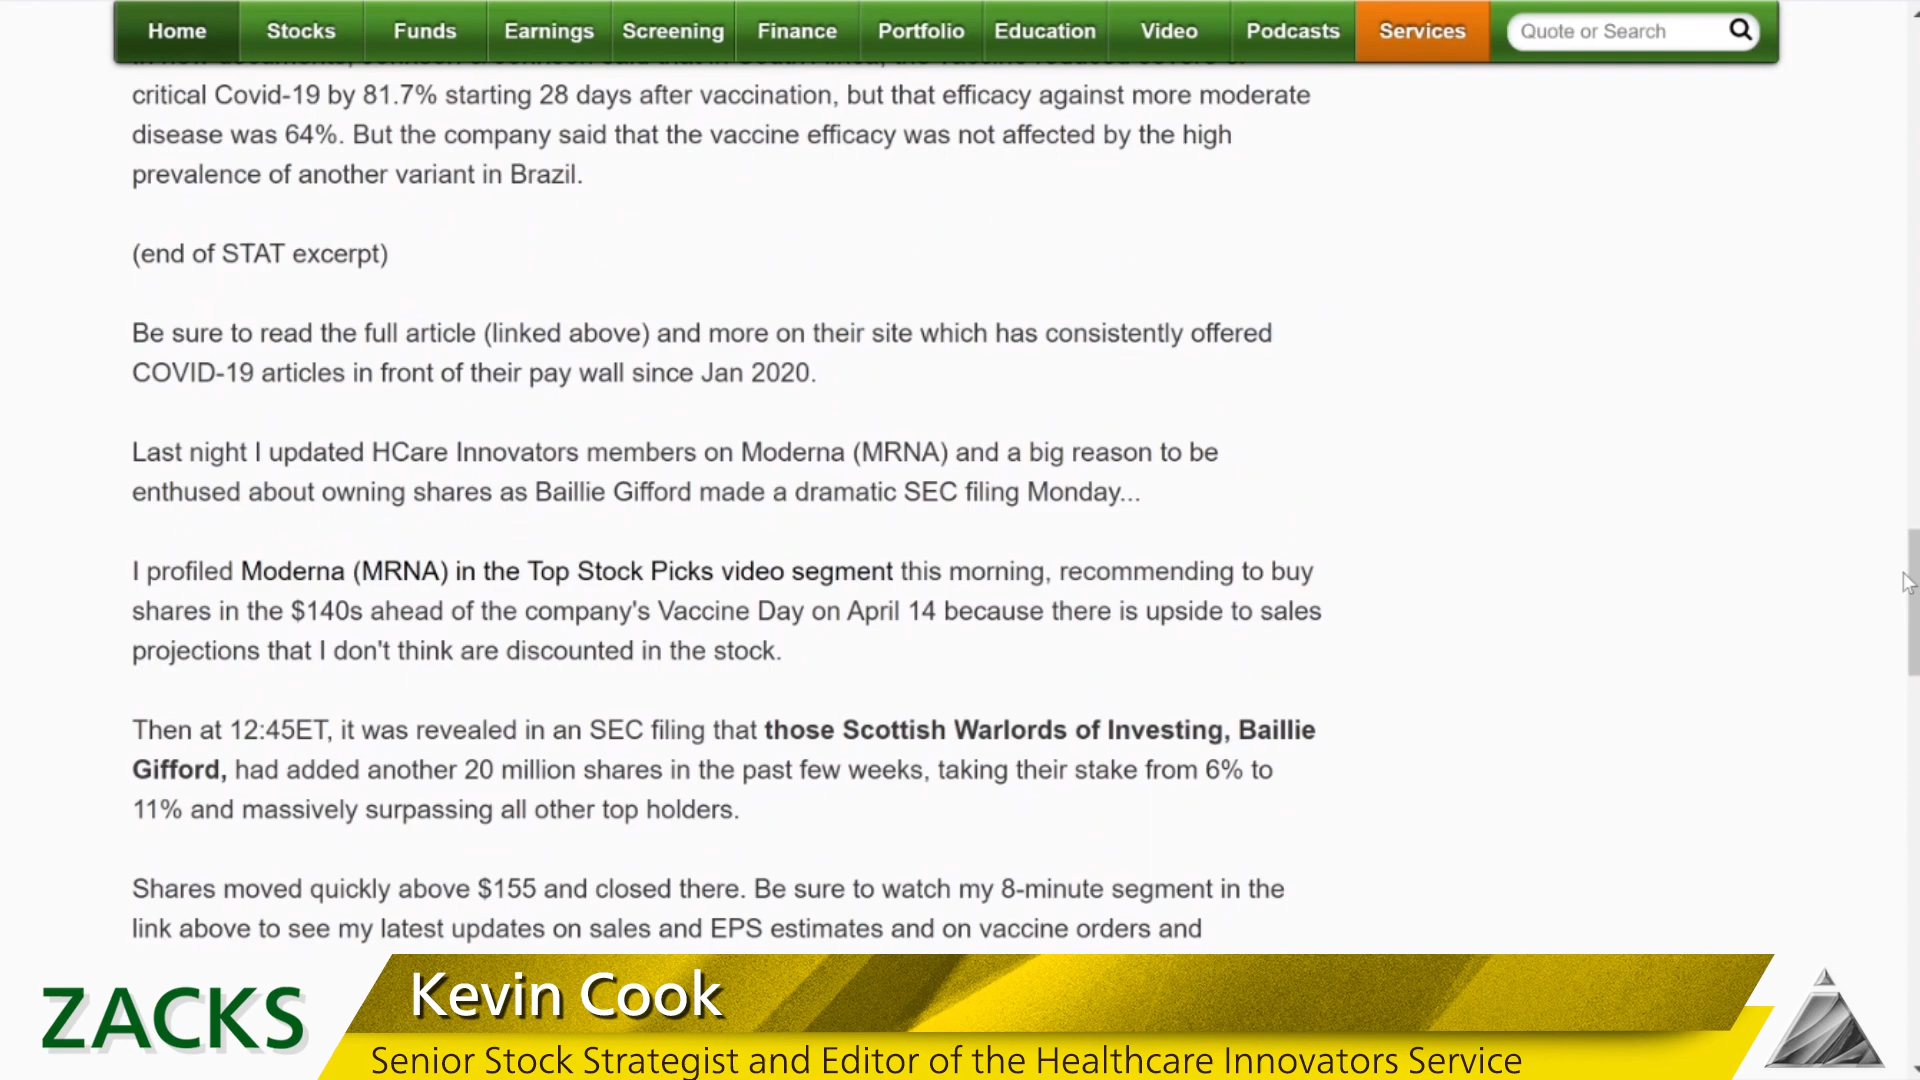 Home Stocks Funds Earnings Screening Finance Portfolio Education Video Podcasts Services Quote or Search
critical Covid-19 by 81.7% starting 28 days after vaccination, but that efficacy against more moderate
disease was 64%. But the company said that the vaccine efficacy was not affected by the high
prevalence of another variant in Brazil.
(end of STAT excerpt)
Be sure to read the full article (linked above) and more on their site which has consistently offered
COVID-19 articles in front of their pay wall since Jan 2020.
Last night I updated HCare Innovators members on Moderna (MRNA) and a big reason to be
enthused about owning shares as Baillie Gifford made a dramatic SEC filing Monday...
I profiled Moderna (MRNA) in the Top Stock Picks video segment this morning, recommending to buy
shares in the $140s ahead of the company's Vaccine Day on April 14 because there is upside to sales
projections that I don't think are discounted in the stock.
Then at 12:45ET, it was revealed in an SEC filing that those Scottish Warlords of Investing, Baillie
Gifford, had added another 20 million shares in the past few weeks, taking their stake from 6% to
11% and massively surpassing all other top holders.
Shares moved quickly above $155 and closed there. Be sure to watch my 8-minute segment in the
link above to see my latest updates on sales and EPS estimates and on vaccine orders and
ZACKS
Kevin Cook
Senior Stock Strategist and Editor of the Healthcare Innovators Service